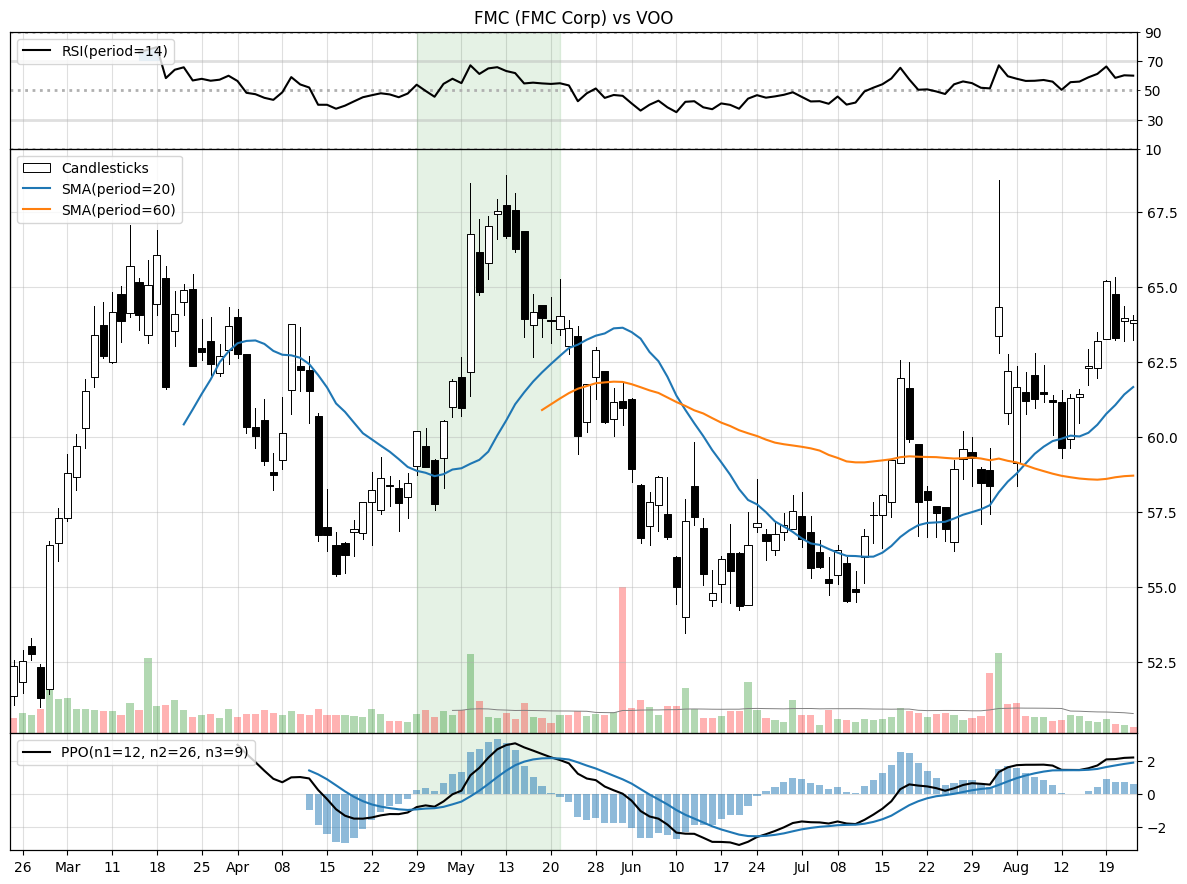 FMC (FMC Corp) vs VOO
RSI(period=14)
90
70
50
30
10
Candlesticks
SMA(period=20)
SMA(period=60)
67.5
65.0
62.5
60.0
57.5
55.0
52.5
PPO(n1=12, n2=26, n3=9)
2
0
−2
26 Mar 11 18 25 Apr 08 15 22 29 May 13 20 28 Jun 10 17 24 Jul 08 15 22 29 Aug 12 19